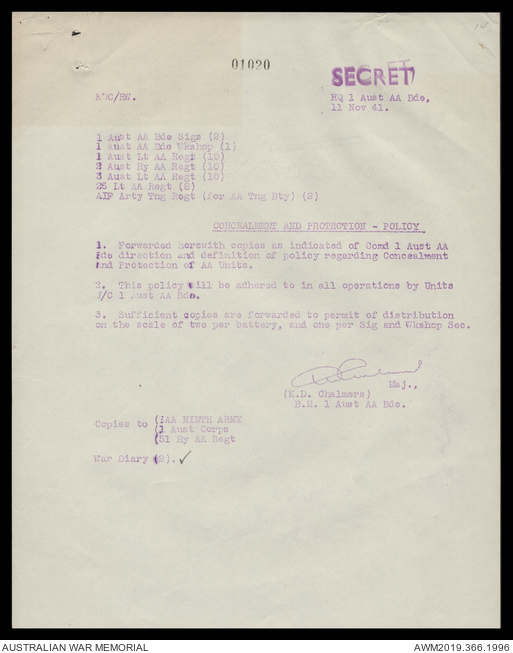 01020
SECRET
KDC/RW.
HQ 1 Aust AA Bde,
11 Nov 41.
1 Aust AA Bde Sigs (2)
1 Aust AA Bde Wkshop (1)
1 Aust Lt AA Regt (10)
2 Aust Hy AA Regt (10)
3 Aust Lt AA Regt (10)
25 Lt AA Regt (8)
AIF Arty Tng Regt (for AA Tng Bty) (2)
CONCEALMENT AND PROTECTION - POLICY
1. Forwarded herewith copies as indicated of Comd 1 Aust AA
Bde direction and definition of policy regarding Concealment
and Protection of AA Units.
2. This policy will be adhered to in all operations by Units
U/C 1 Aust AA Bde.
3. Sufficient copies are forwarded to permit of distribution
on the scale of two per battery, and one per Sig and Wkshop Sec.
Maj.,
(K.D. Chalmers)
B.M. 1 Aust AA Bde.
Copies to (AA NINTH ARMY
(1 Aust Corps
(51 Hy AA Regt
War Diary (2). ✓
AUSTRALIAN WAR MEMORIAL
AWM2019.366.1996